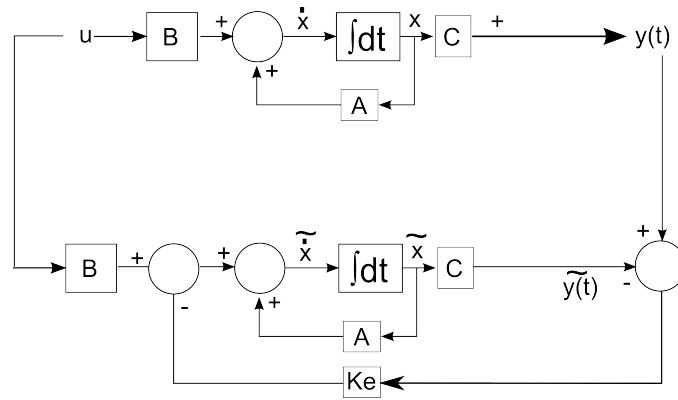 u B + ẋ ∫dt x C + y(t)
+
A
+
B + + ẋ̃ ∫dt x̃ C ỹ(t) -
- +
A
Ke